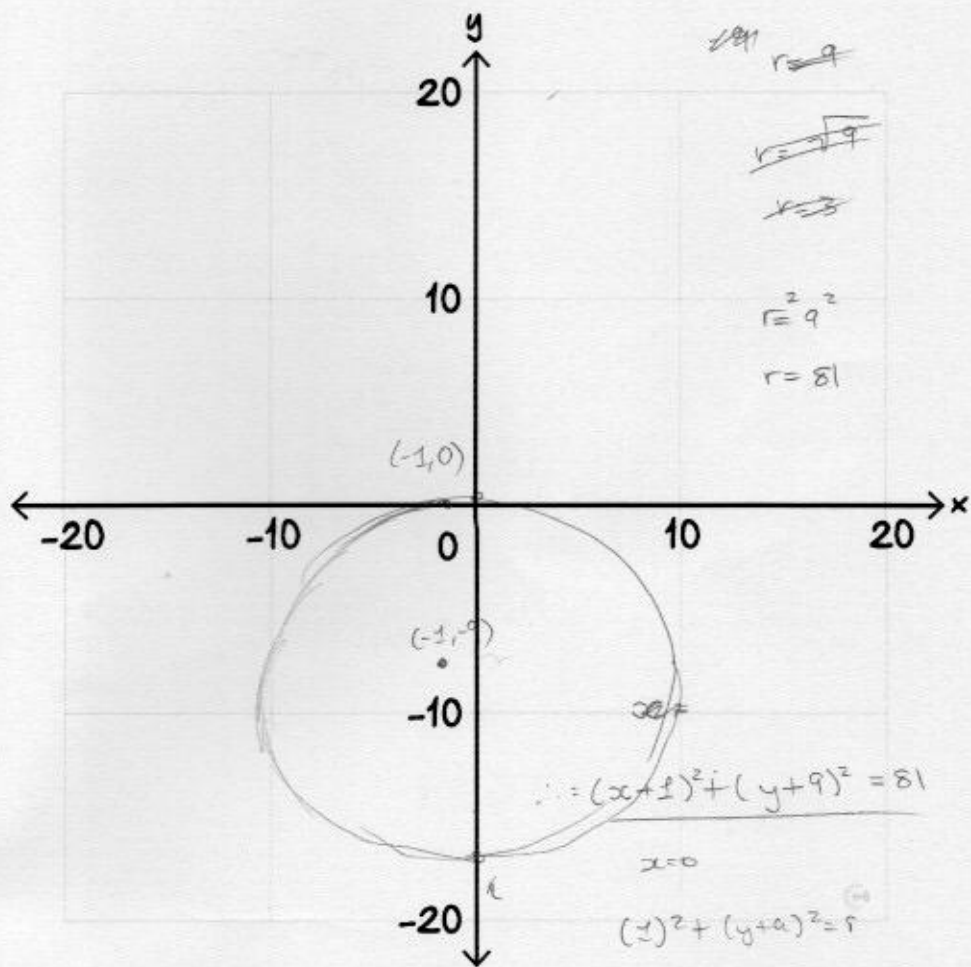 y
r = 9
r = √9
r = 3
r² = 9²
r = 81
20
10
(-1,0)
-20
-10
0
10
20
x
(-1,-9)
-10
x =
∴ = (x+1)² + (y+9)² = 81
x=0
-20
(1)² + (y+9)² = r